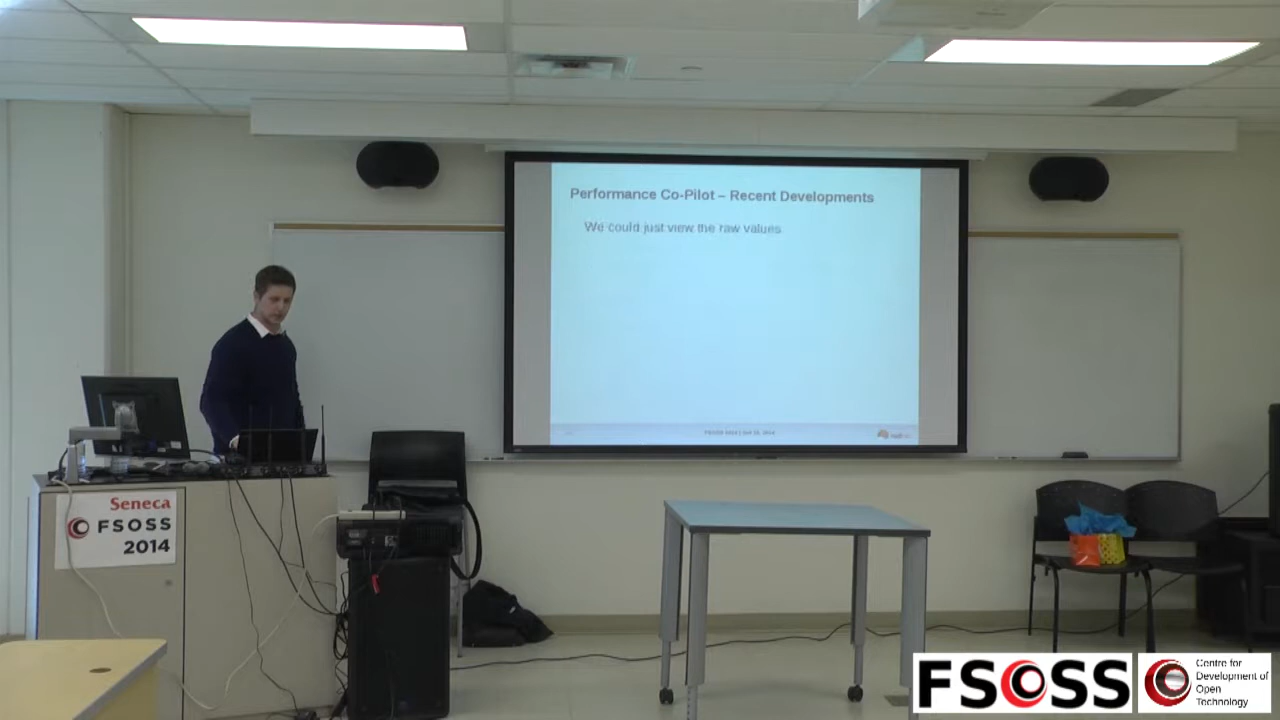 Performance Co-Pilot – Recent Developments
We could just view the raw values
Seneca
FSOSS
2014
FSOSS
Centre for
Development of
Open
Technology